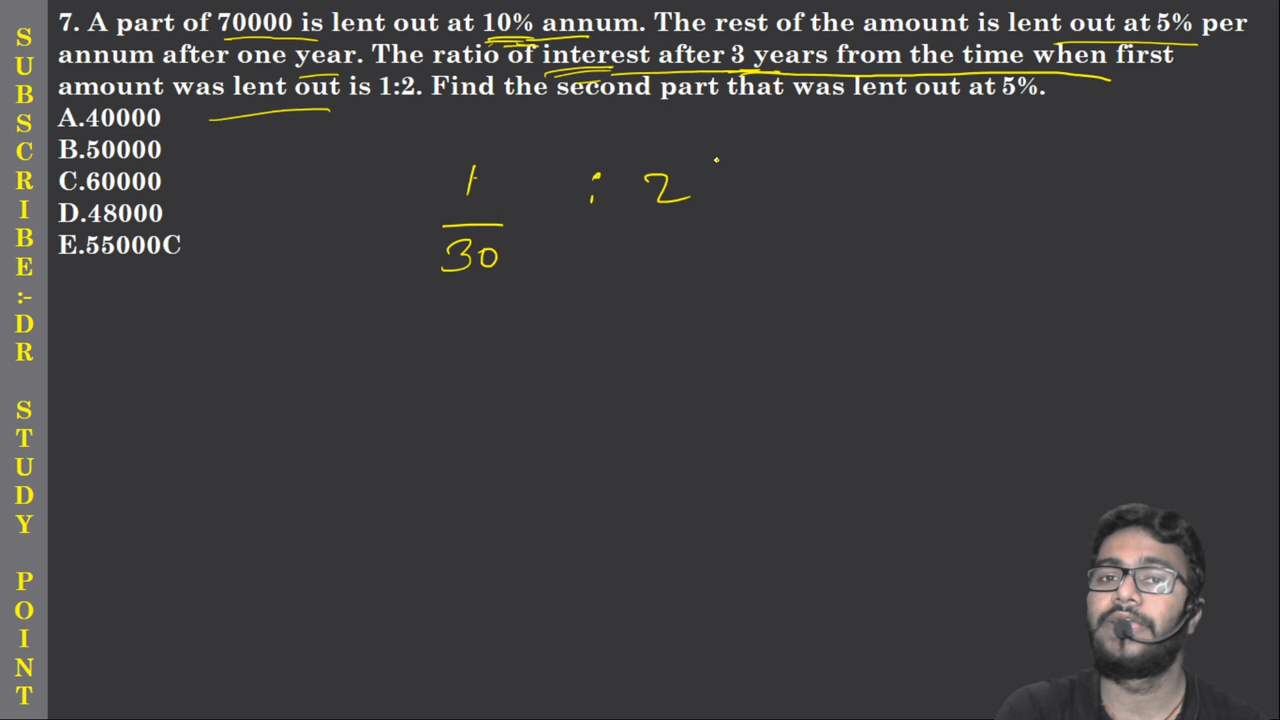 7. A part of 70000 is lent out at 10% annum. The rest of the amount is lent out at 5% per
annum after one year. The ratio of interest after 3 years from the time when first
amount was lent out is 1:2. Find the second part that was lent out at 5%.
A.40000
B.50000
C.60000
D.48000
E.55000C
1 : 2
30
SUBSCRIBE:-DR STUDY POINT